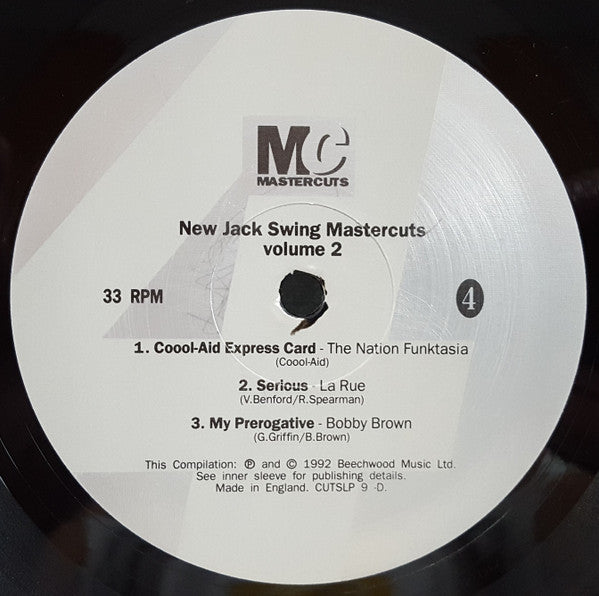 MC
MASTERCUTS
New Jack Swing Mastercuts
volume 2
33 RPM
4
1. Coool-Aid Express Card - The Nation Funktasia
(Coool-Aid)
2. Serious - La Rue
(V.Benford/R.Spearman)
3. My Prerogative - Bobby Brown
(G.Griffin/B.Brown)
This Compilation: ℗ and © 1992 Beechwood Music Ltd.
See inner sleeve for publishing details.
Made in England. CUTSLP 9 -D.